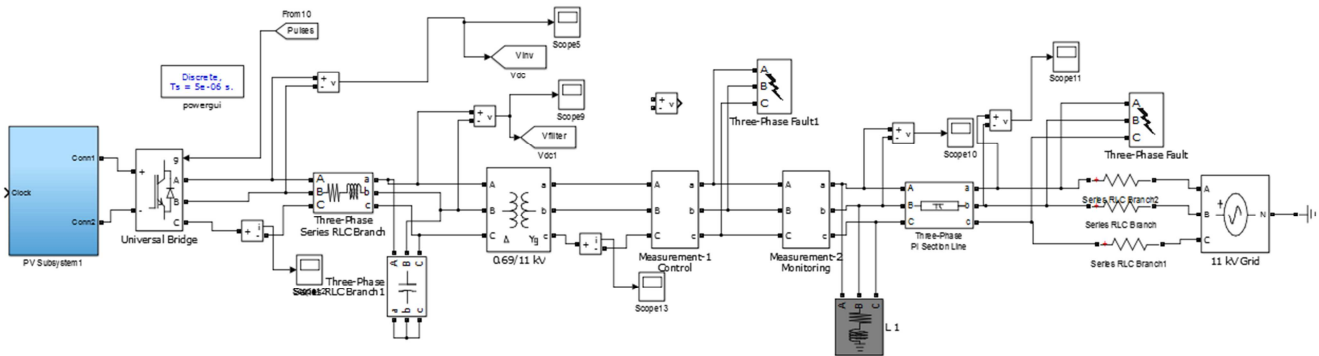 From10
Pulses
Discrete,
Ts = 5e-06 s.
powergui
Clock
Conn1
Conn2
PV Subsystem1
+
-
g
A
B
C
Universal Bridge
+
-
v
Scope5
Vinv
Vdc
+
-
v
Scope9
Vfilter
Vdc1
+
-
i
A
B
C
a
b
c
Three-Phase
Series RLC Branch
Three-Phase
Series RLC Branch1
A
B
C
a
b
c
A
B
C
a
b
c
Δ
Yg
0.69/11 kV
+
-
i
Scope13
A
B
C
a
b
c
Measurement-1
Control
+
-
v
A
B
C
Three-Phase Fault1
A
B
C
a
b
c
Measurement-2
Monitoring
A
B
C
L 1
+
-
v
Scope10
A
B
C
a
b
c
Three-Phase
PI Section Line
+
-
v
Scope11
A
B
C
Three-Phase Fault
+
Series RLC Branch2
+
Series RLC Branch
+
Series RLC Branch1
A
B
C
N
+
11 kV Grid